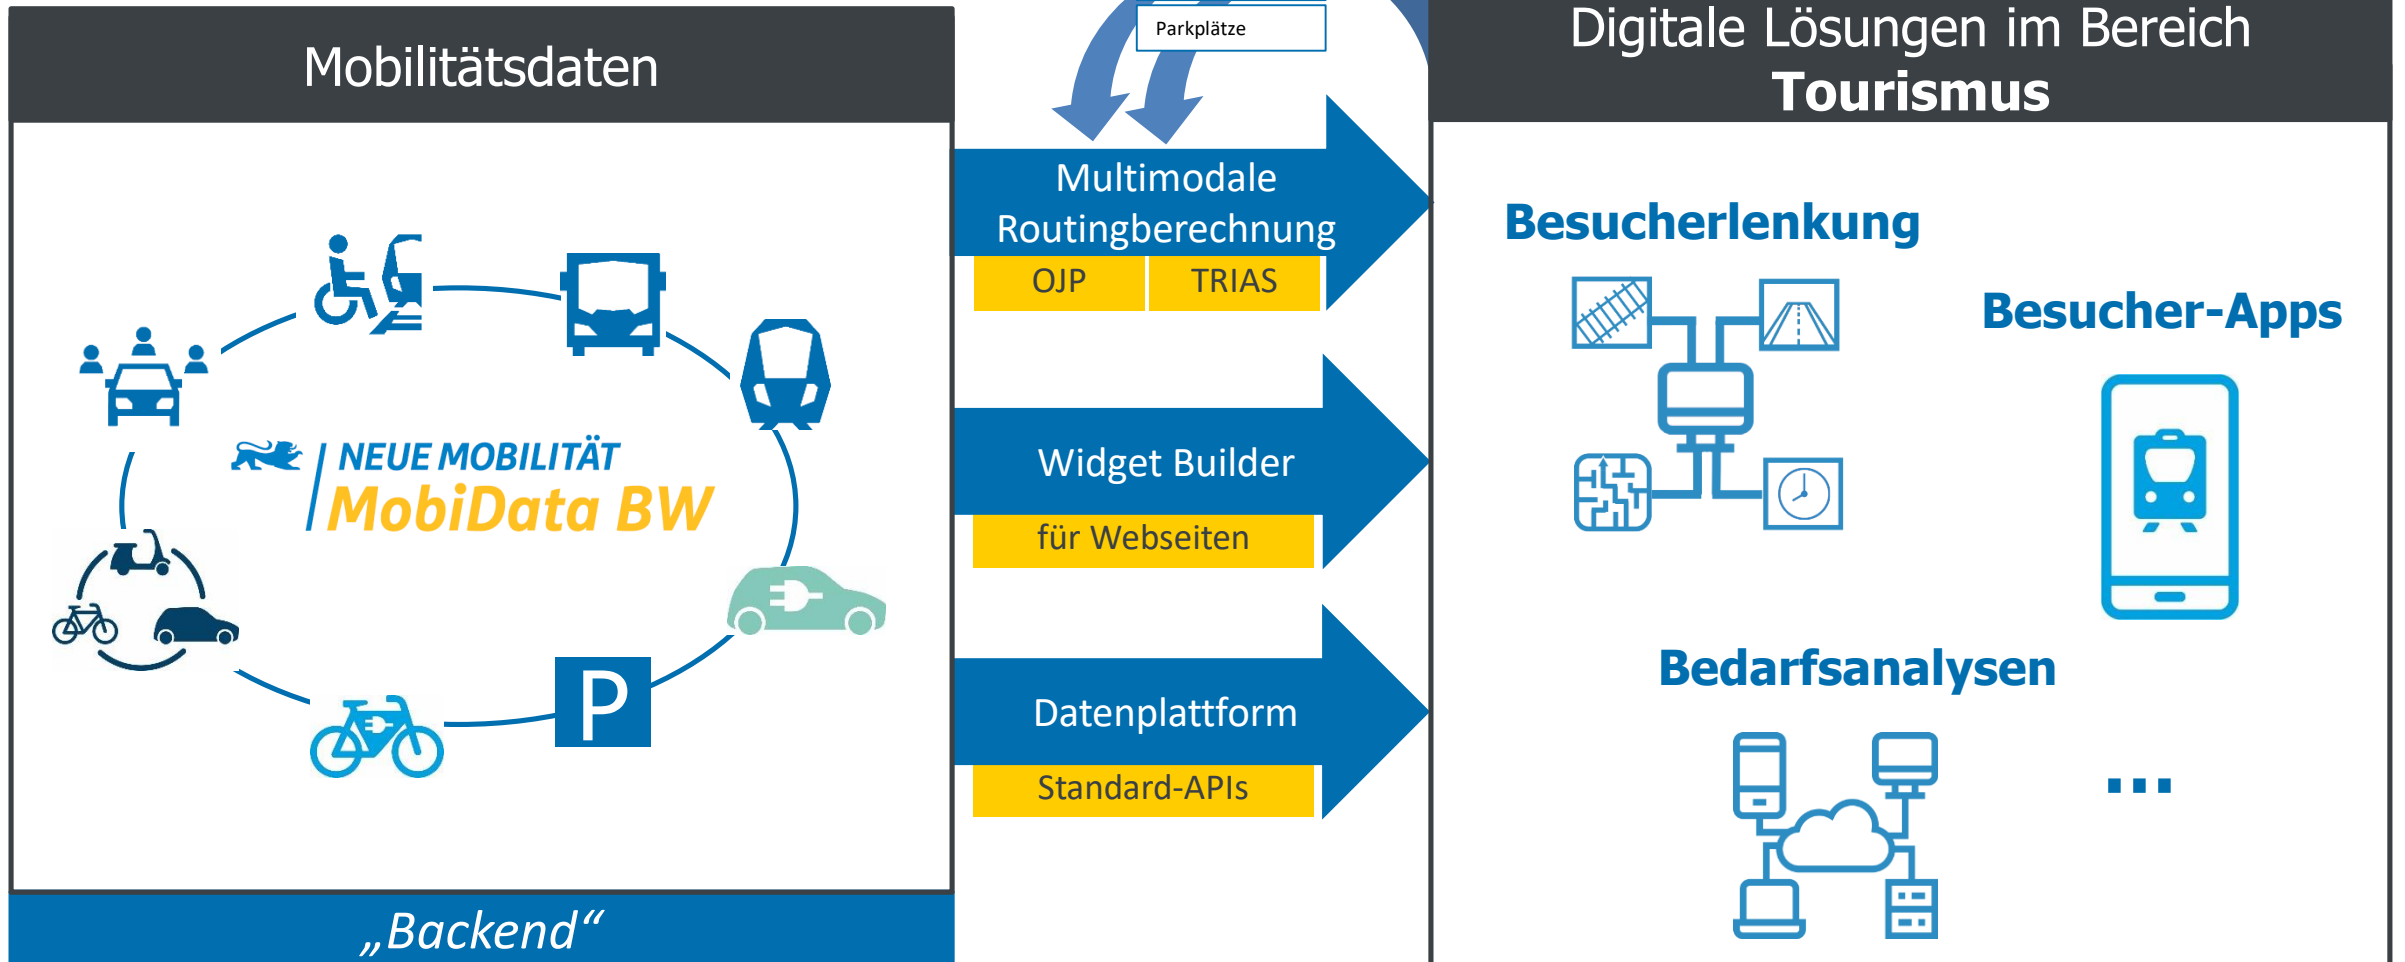 Mobilitätsdaten
NEUE MOBILITÄT
MobiData BW
P
„Backend“
Parkplätze
Multimodale
Routingberechnung
OJP
TRIAS
Widget Builder
für Webseiten
Datenplattform
Standard-APIs
Digitale Lösungen im Bereich
Tourismus
Besucherlenkung
Besucher-Apps
Bedarfsanalysen
...